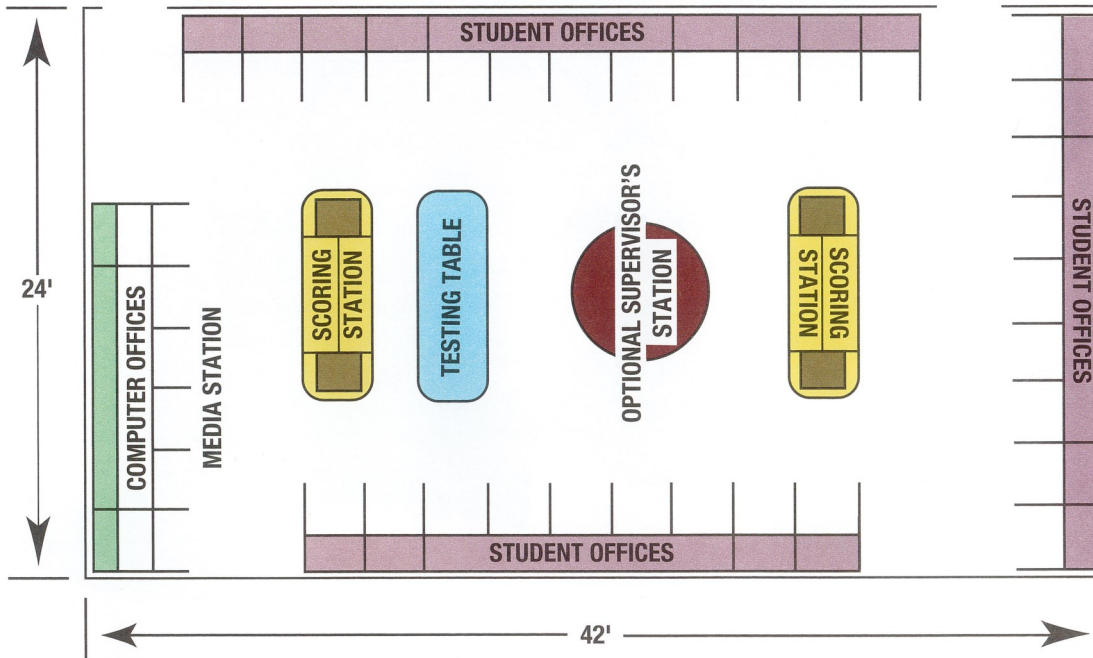 STUDENT OFFICES
24'
COMPUTER OFFICES
MEDIA STATION
SCORING
STATION
TESTING TABLE
OPTIONAL SUPERVISOR'S
STATION
SCORING
STATION
STUDENT OFFICES
STUDENT OFFICES
42'